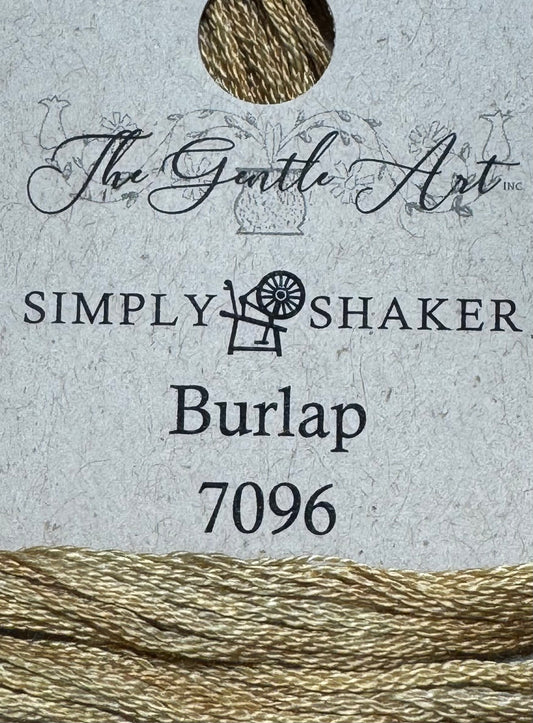 The Gentle Art INC
SIMPLY SHAKER
Burlap
7096